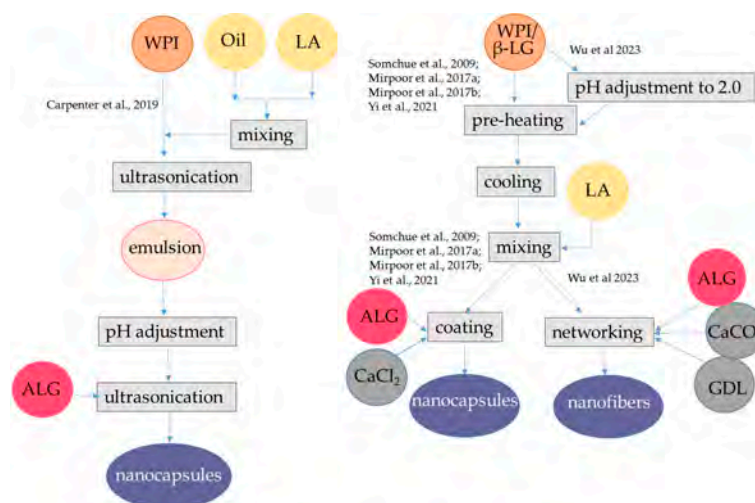 WPI
Oil
LA
Carpenter et al., 2019
mixing
ultrasonication
emulsion
pH adjustment
ALG
ultrasonication
nanocapsules
WPI/
β-LG
Wu et al 2023
Somchue et al., 2009;
Mirpoor et al., 2017a;
Mirpoor et al., 2017b;
Yi et al., 2021
pH adjustment to 2.0
pre-heating
cooling
LA
mixing
Somchue et al., 2009;
Mirpoor et al., 2017a;
Mirpoor et al., 2017b;
Yi et al., 2021
Wu et al 2023
ALG
coating
CaCl2
nanocapsules
networking
ALG
CaCO
GDL
nanofibers